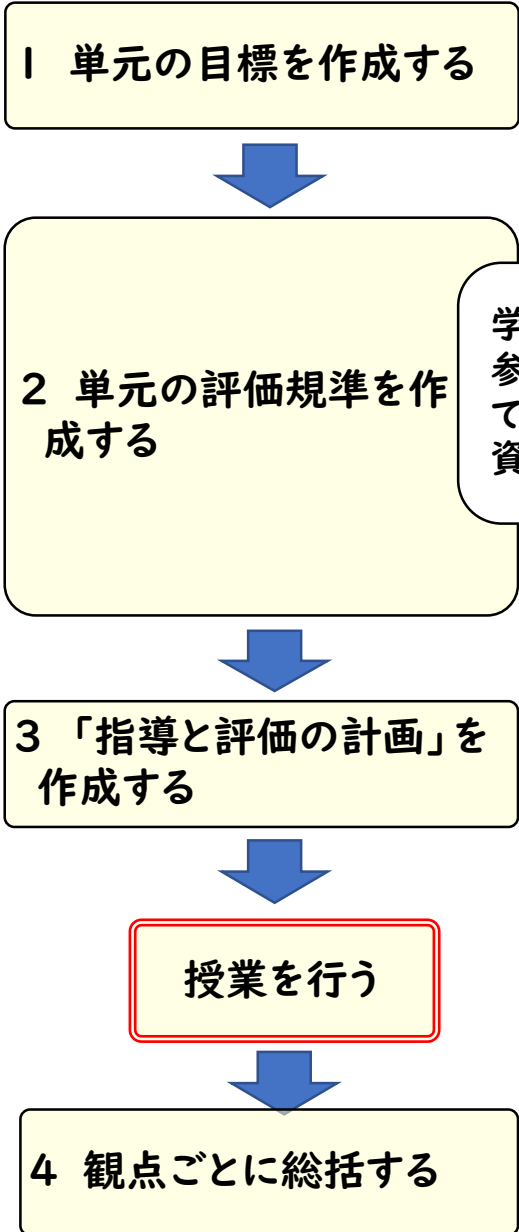 1 単元の目標を作成する
2 単元の評価規準を作
成する
学
参
て
資
3 「指導と評価の計画」を
作成する
授業を行う
4 観点ごとに総括する